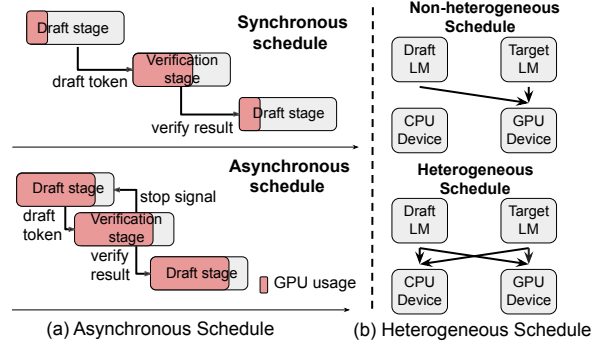 Draft stage
Synchronous
schedule
draft token
Verification
stage
verify result
Draft stage
Asynchronous
schedule
Draft stage
stop signal
draft
token
Verification
stage
verify
result
Draft stage
GPU usage
(a) Asynchronous Schedule
Non-heterogeneous
Schedule
Draft
LM
Target
LM
CPU
Device
GPU
Device
Heterogeneous
Schedule
Draft
LM
Target
LM
CPU
Device
GPU
Device
(b) Heterogeneous Schedule